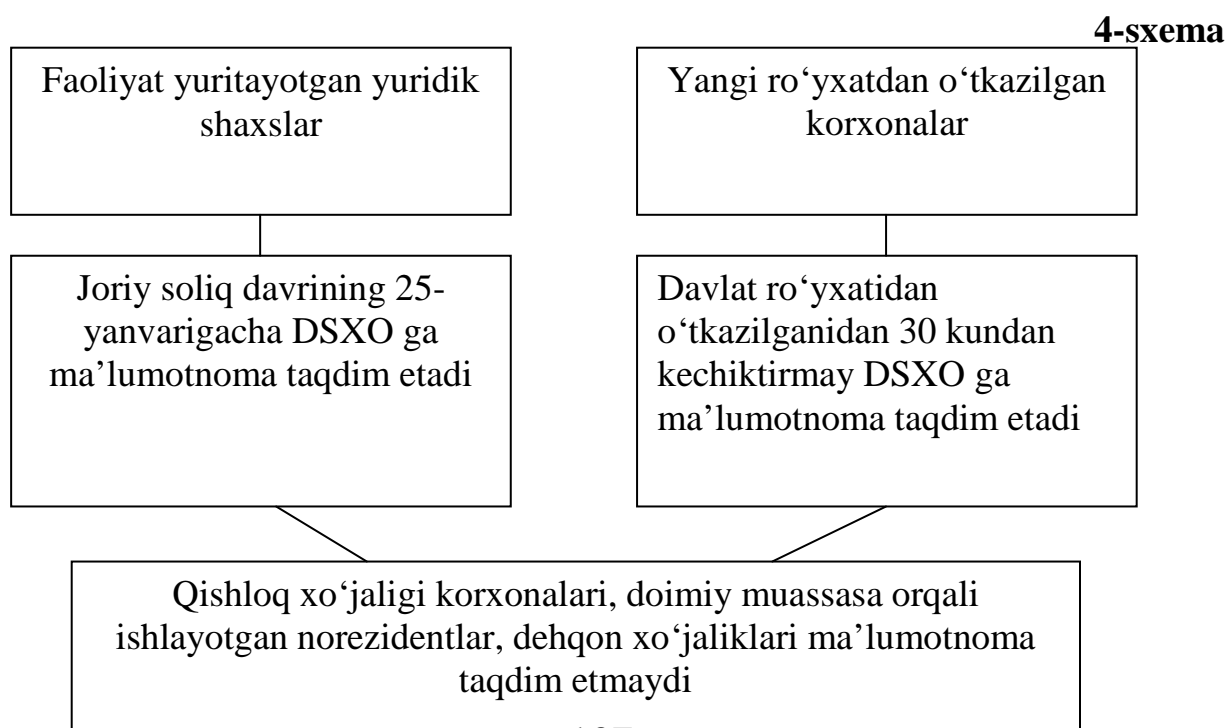 4-sxema
Faoliyat yuritayotgan yuridik
shaxslar
Yangi ro‘yxatdan o‘tkazilgan
korxonalar
Joriy soliq davrining 25-
yanvarigacha DSXO ga
ma’lumotnoma taqdim etadi
Davlat ro‘yxatidan
o‘tkazilganidan 30 kundan
kechiktirmay DSXO ga
ma’lumotnoma taqdim etadi
Qishloq xo‘jaligi korxonalari, doimiy muassasa orqali
ishlayotgan norezidentlar, dehqon xo‘jaliklari ma’lumotnoma
taqdim etmaydi